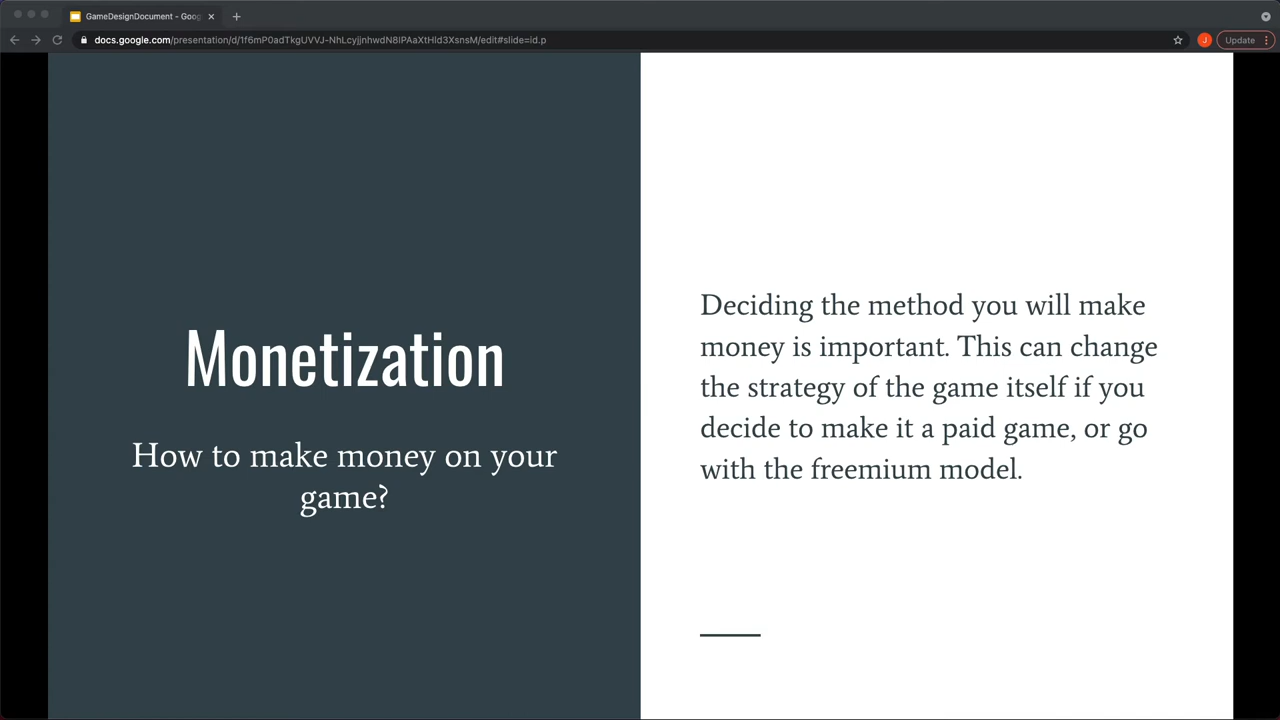 GameDesignDocument - Goog
docs.google.com/presentation/d/1f6mP0adTkgUVVJ-NhLcyjjnhwdN8IPAaXtHld3XsnsM/edit#slide=id.p
J
Update
Monetization
How to make money on your
game?
Deciding the method you will make
money is important. This can change
the strategy of the game itself if you
decide to make it a paid game, or go
with the freemium model.